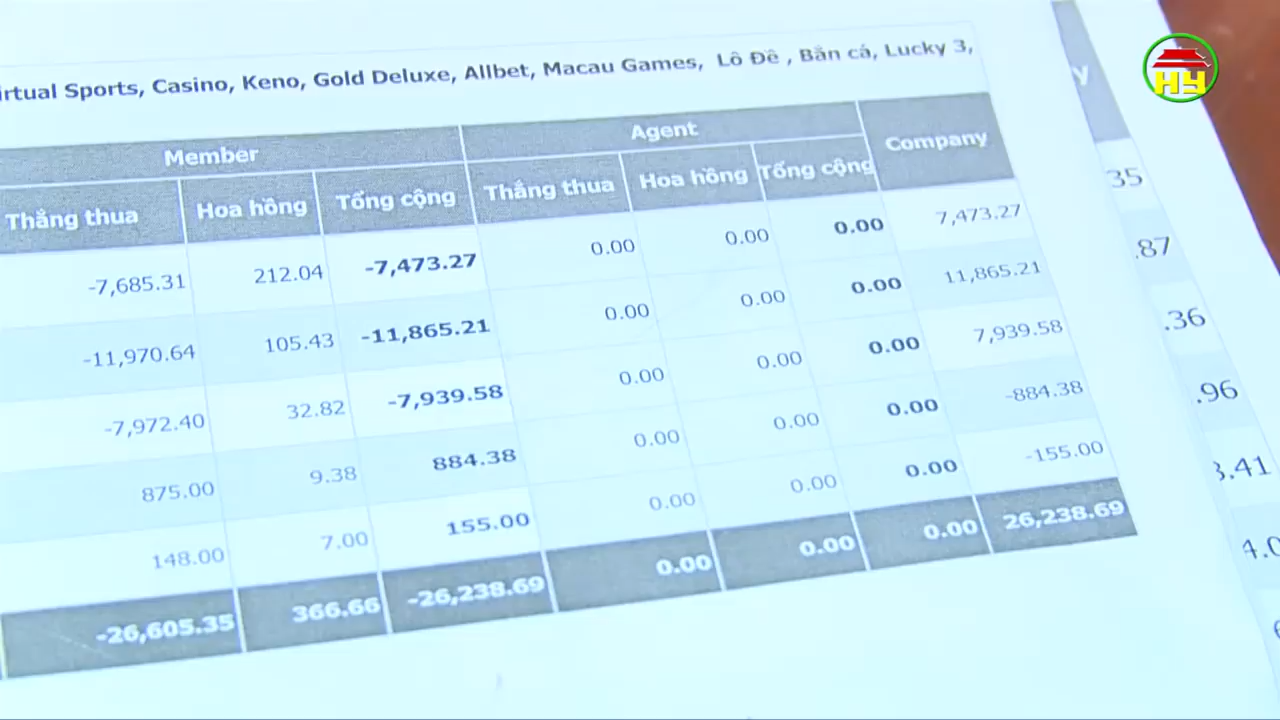 irtual Sports, Casino, Keno, Gold Deluxe, Allbet, Macau Games, Lô Đề , Bắn cá, Lucky 3,
HY
y
Member Agent Company
Thắng thua Hoa hồng Tổng cộng Thắng thua Hoa hồng Tổng cộng
-7,685.31 212.04 -7,473.27 0.00 0.00 0.00 7,473.27
-11,970.64 105.43 -11,865.21 0.00 0.00 0.00 11,865.21
-7,972.40 32.82 -7,939.58 0.00 0.00 0.00 7,939.58
875.00 9.38 884.38 0.00 0.00 0.00 -884.38
148.00 7.00 155.00 0.00 0.00 0.00 -155.00
-26,605.35 366.66 -26,238.69 0.00 0.00 0.00 26,238.69
35
.87
.36
.96
3.41
4.0